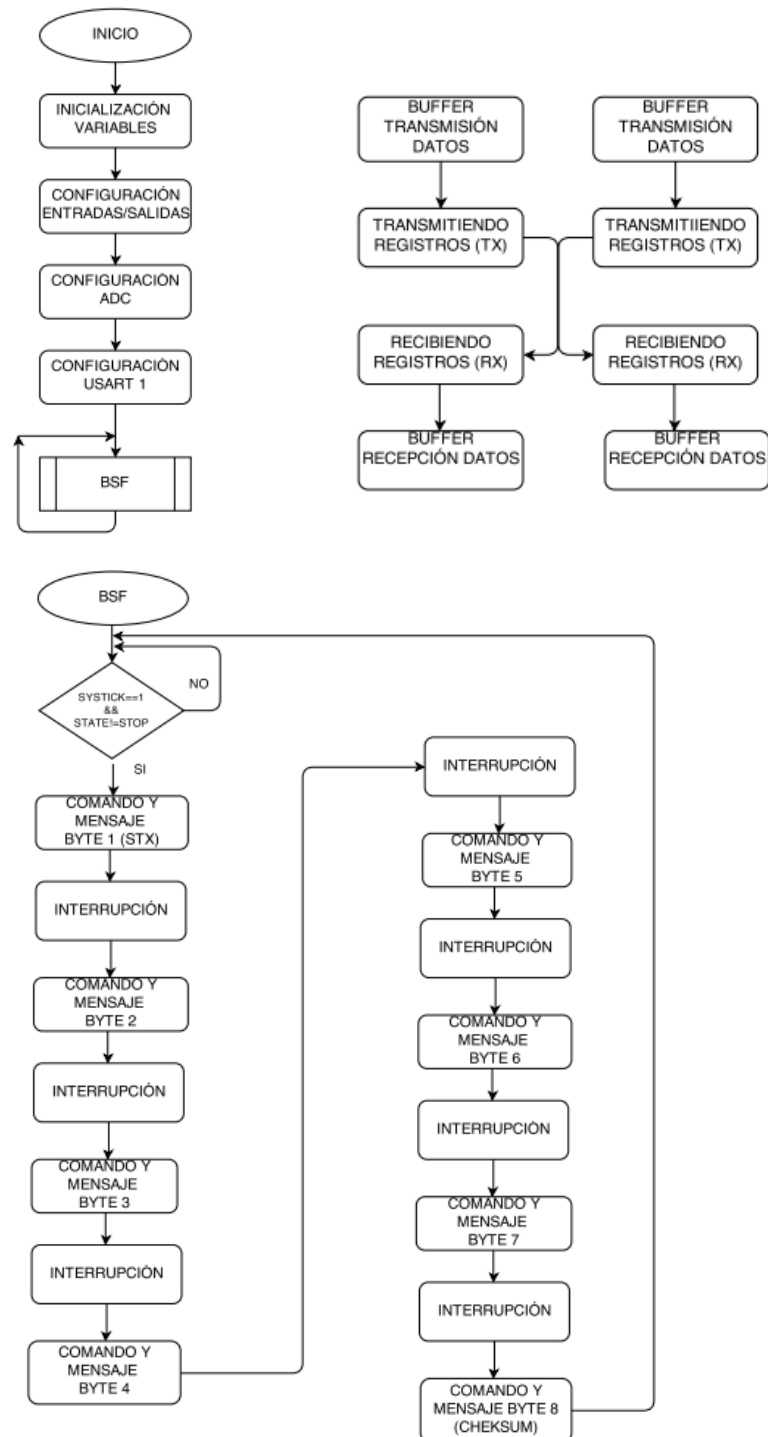 INICIO
INICIALIZACIÓN
VARIABLES
CONFIGURACIÓN
ENTRADAS/SALIDAS
CONFIGURACIÓN
ADC
CONFIGURACIÓN
USART 1
BSF
BUFFER
TRANSMISIÓN
DATOS
TRANSMITIENDO
REGISTROS (TX)
RECIBIENDO
REGISTROS (RX)
BUFFER
RECEPCIÓN DATOS
BUFFER
TRANSMISIÓN
DATOS
TRANSMITIIENDO
REGISTROS (TX)
RECIBIENDO
REGISTROS (RX)
BUFFER
RECEPCIÓN DATOS
BSF
SYSTICK==1
&&
STATE!=STOP
NO
SI
COMANDO Y
MENSAJE
BYTE 1 (STX)
INTERRUPCIÓN
COMANDO Y
MENSAJE
BYTE 2
INTERRUPCIÓN
COMANDO Y
MENSAJE
BYTE 3
INTERRUPCIÓN
COMANDO Y
MENSAJE
BYTE 4
INTERRUPCIÓN
COMANDO Y
MENSAJE
BYTE 5
INTERRUPCIÓN
COMANDO Y
MENSAJE
BYTE 6
INTERRUPCIÓN
COMANDO Y
MENSAJE
BYTE 7
INTERRUPCIÓN
COMANDO Y
MENSAJE BYTE 8
(CHEKSUM)